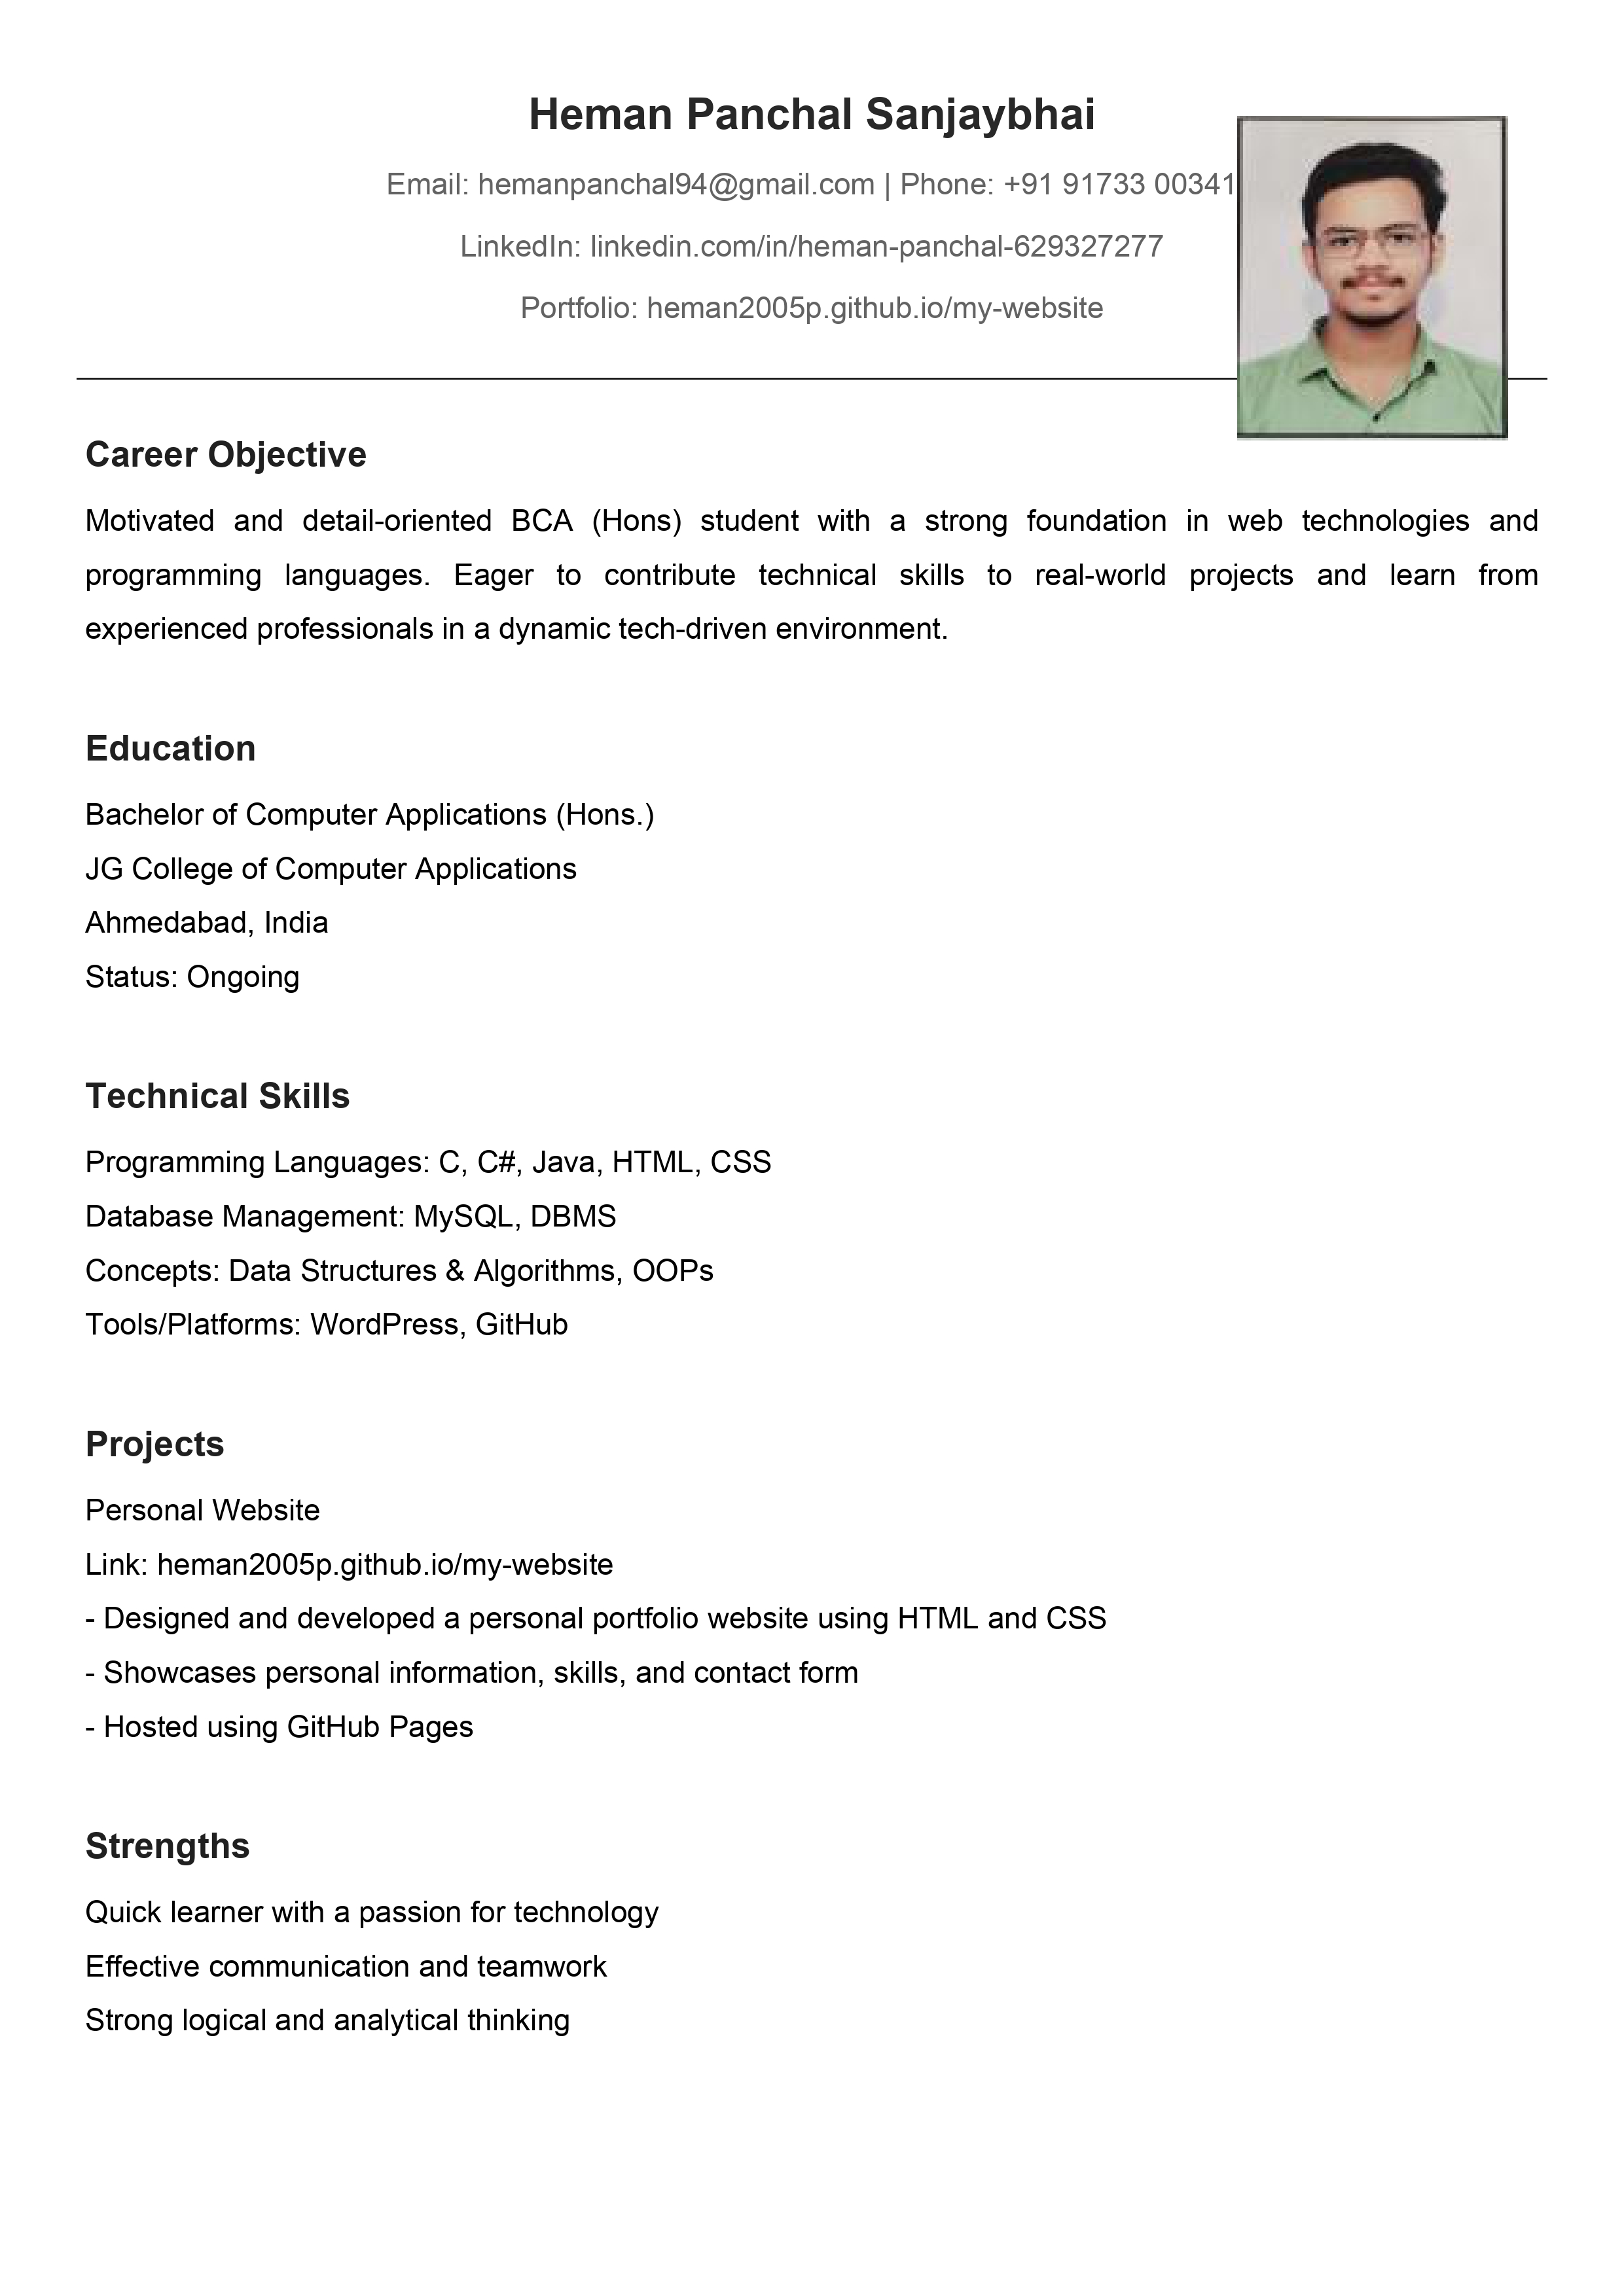 Heman Panchal Sanjaybhai
Email: hemanpanchal94@gmail.com | Phone: +91 91733 00341
LinkedIn: linkedin.com/in/heman-panchal-629327277
Portfolio: heman2005p.github.io/my-website
Career Objective
Motivated and detail-oriented BCA (Hons) student with a strong foundation in web technologies and
programming languages. Eager to contribute technical skills to real-world projects and learn from
experienced professionals in a dynamic tech-driven environment.
Education
Bachelor of Computer Applications (Hons.)
JG College of Computer Applications
Ahmedabad, India
Status: Ongoing
Technical Skills
Programming Languages: C, C#, Java, HTML, CSS
Database Management: MySQL, DBMS
Concepts: Data Structures & Algorithms, OOPs
Tools/Platforms: WordPress, GitHub
Projects
Personal Website
Link: heman2005p.github.io/my-website
- Designed and developed a personal portfolio website using HTML and CSS
- Showcases personal information, skills, and contact form
- Hosted using GitHub Pages
Strengths
Quick learner with a passion for technology
Effective communication and teamwork
Strong logical and analytical thinking